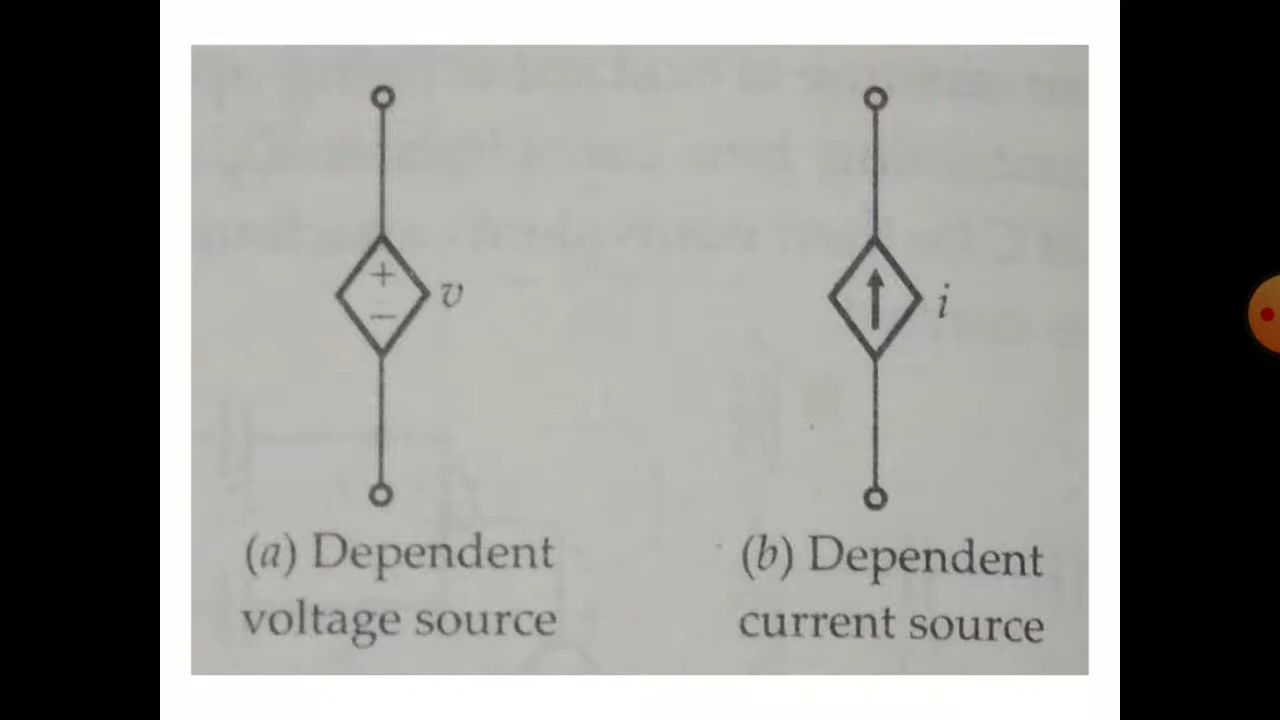 +
−
v
i
(a) Dependent
voltage source
(b) Dependent
current source